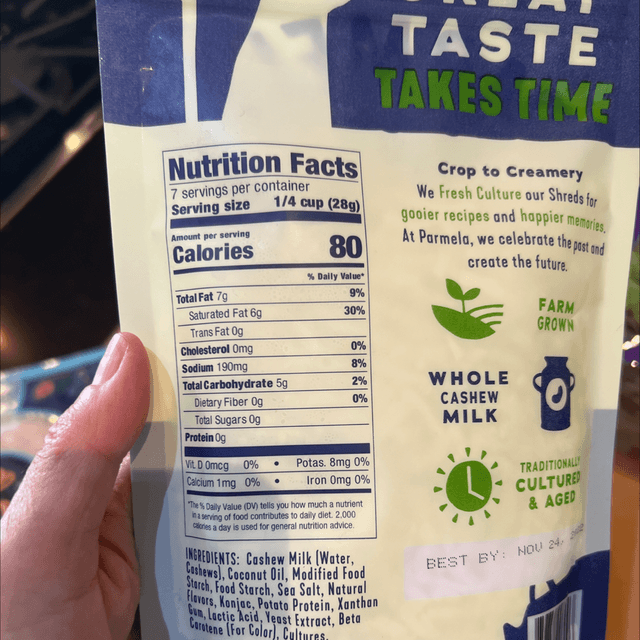 TASTE
TAKES TIME
Nutrition Facts
7 servings per container
Serving size 1/4 cup (28g)
Amount per serving
Calories 80
% Daily Value*
Total Fat 7g 9%
Saturated Fat 6g 30%
Trans Fat 0g
Cholesterol 0mg 0%
Sodium 190mg 8%
Total Carbohydrate 5g 2%
Dietary Fiber 0g 0%
Total Sugars 0g
Protein 0g
Vit. D 0mcg 0% • Potas. 8mg 0%
Calcium 1mg 0% • Iron 0mg 0%
*The % Daily Value (DV) tells you how much a nutrient
in a serving of food contributes to daily diet. 2,000
calories a day is used for general nutrition advice.
INGREDIENTS: Cashew Milk (Water,
Cashews), Coconut Oil, Modified Food
Starch, Food Starch, Sea Salt, Natural
Flavors, Konjac, Potato Protein, Xanthan
Gum, Lactic Acid, Yeast Extract, Beta
Carotene (For Color), Cultures.
Crop to Creamery
We Fresh Culture our Shreds for
gooier recipes and happier memories.
At Parmela, we celebrate the past and
create the future.
FARM
GROWN
WHOLE
CASHEW
MILK
TRADITIONALLY
CULTURED
& AGED
BEST BY: NOV 24,